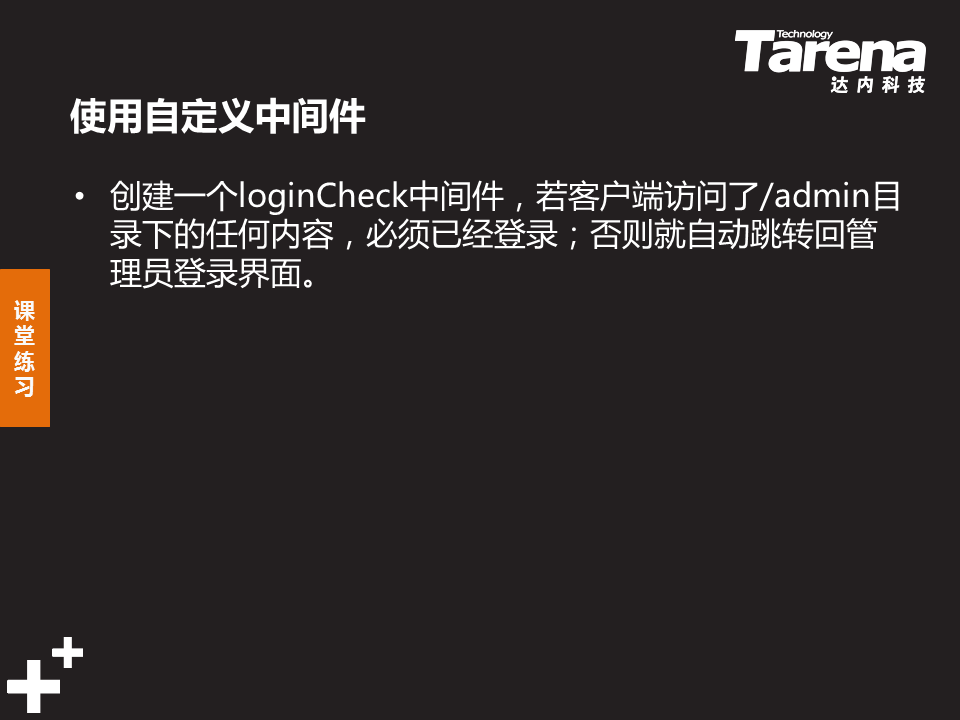 Technology
Tarena
达内科技
使用自定义中间件
• 创建一个loginCheck中间件，若客户端访问了/admin目
录下的任何内容，必须已经登录；否则就自动跳转回管
理员登录界面。
课
堂
练
习